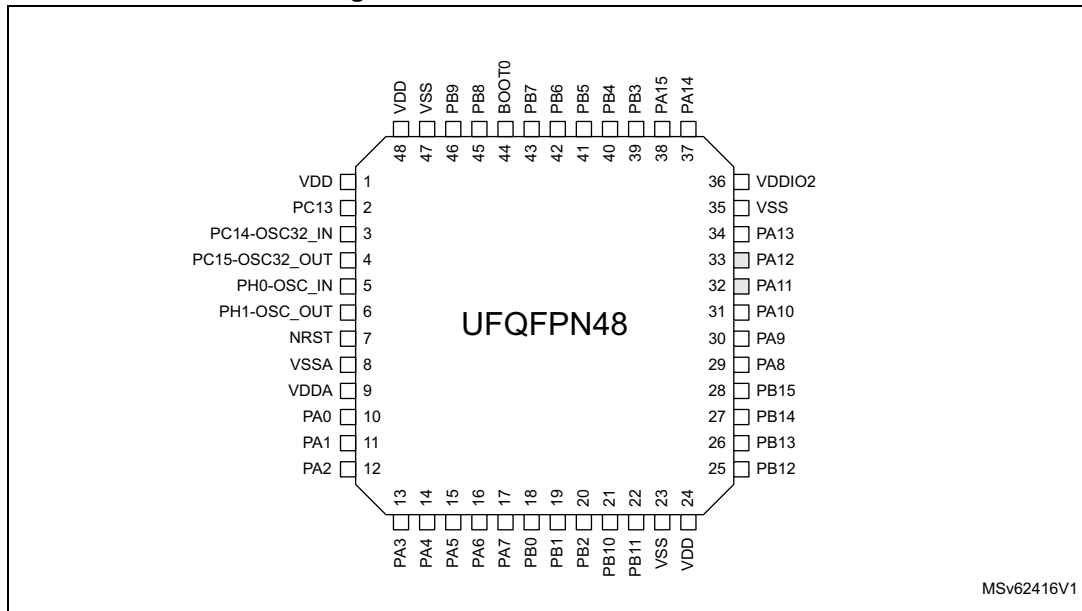 VDD
VSS
PB9
PB8
BOOT0
PB7
PB6
PB5
PB4
PB3
PA15
PA14
48
47
46
45
44
43
42
41
40
39
38
37
VDD 1
PC13 2
PC14-OSC32_IN 3
PC15-OSC32_OUT 4
PH0-OSC_IN 5
PH1-OSC_OUT 6
NRST 7
VSSA 8
VDDA 9
PA0 10
PA1 11
PA2 12
UFQFPN48
36 VDDIO2
35 VSS
34 PA13
33 PA12
32 PA11
31 PA10
30 PA9
29 PA8
28 PB15
27 PB14
26 PB13
25 PB12
13
14
15
16
17
18
19
20
21
22
23
24
PA3
PA4
PA5
PA6
PA7
PB0
PB1
PB2
PB10
PB11
VSS
VDD
MSv62416V1